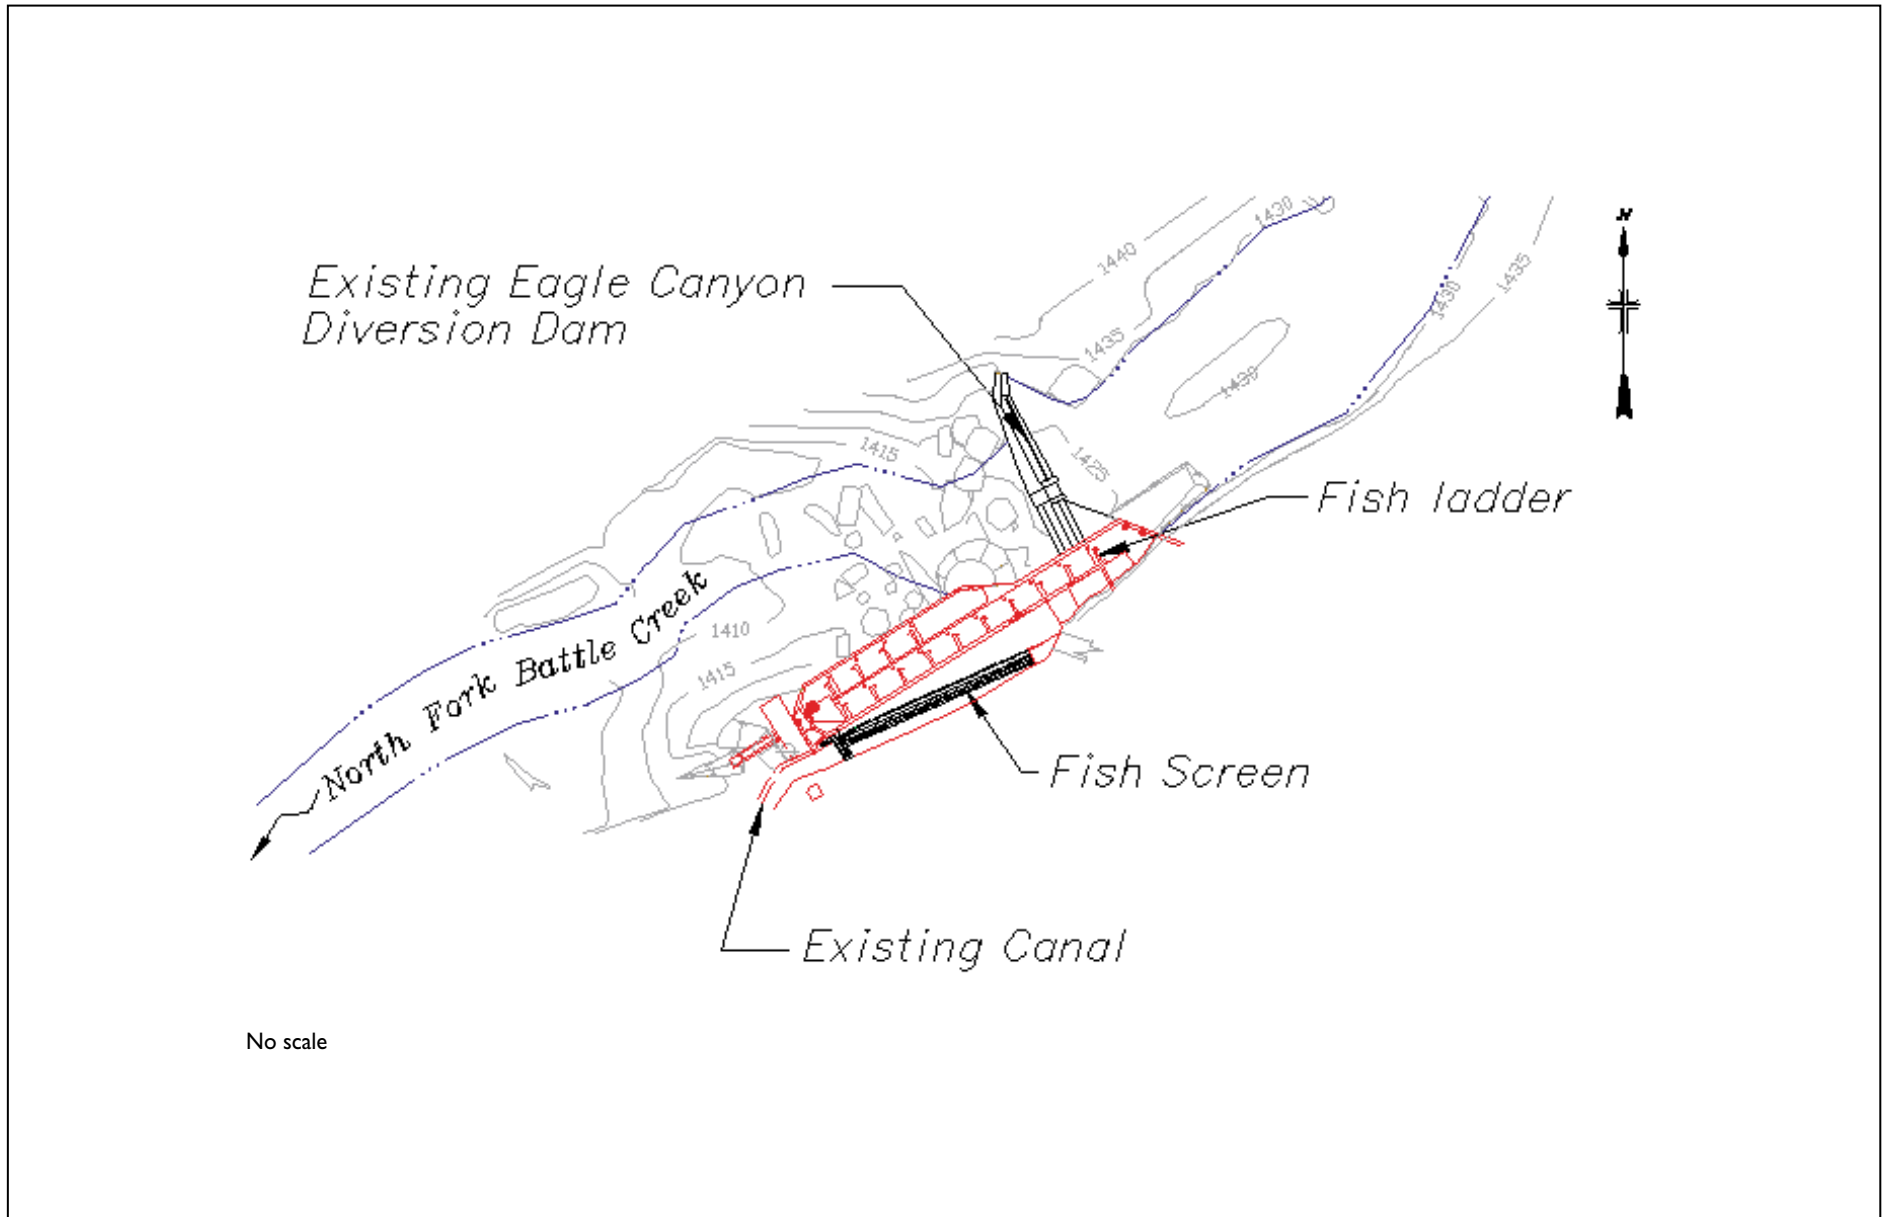 1430
1440
N
1435
1430
Existing Eagle Canyon
Diversion Dam
1435
1430
1415
1425
Fish ladder
North Fork Battle Creek
1410
1415
Fish Screen
Existing Canal
No scale